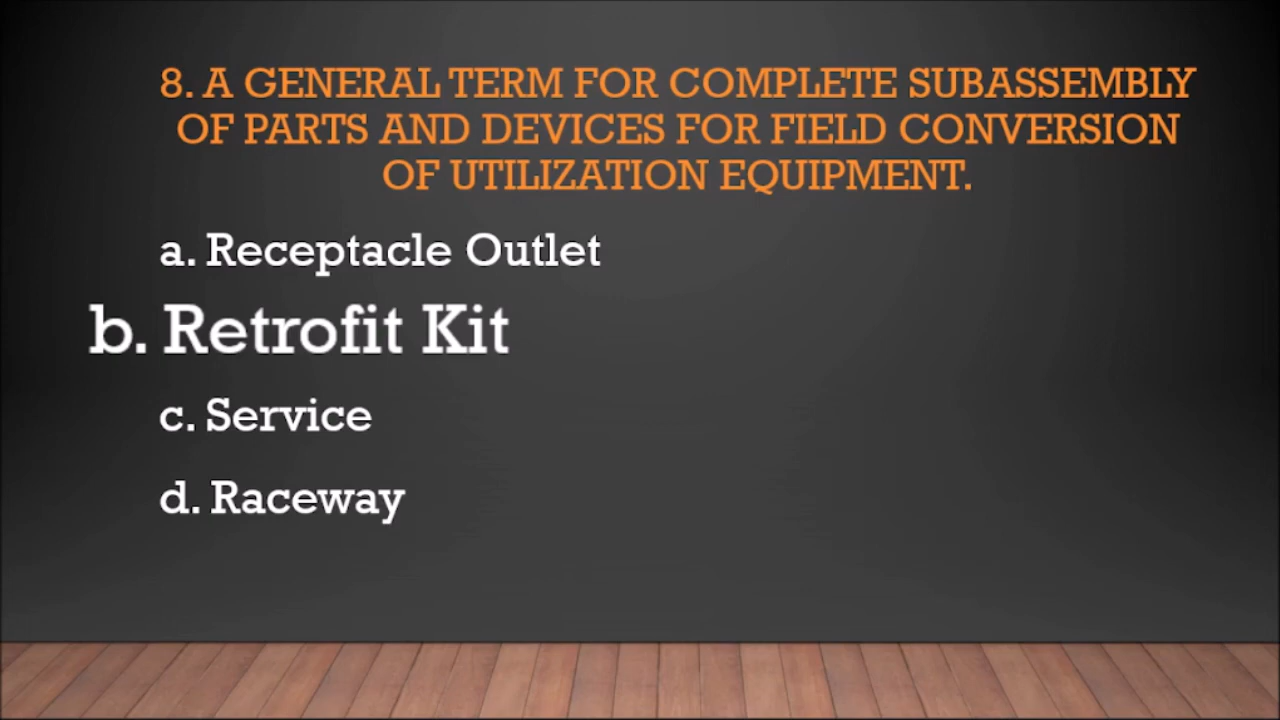 8. A GENERAL TERM FOR COMPLETE SUBASSEMBLY
OF PARTS AND DEVICES FOR FIELD CONVERSION
OF UTILIZATION EQUIPMENT.
a. Receptacle Outlet
b. Retrofit Kit
c. Service
d. Raceway